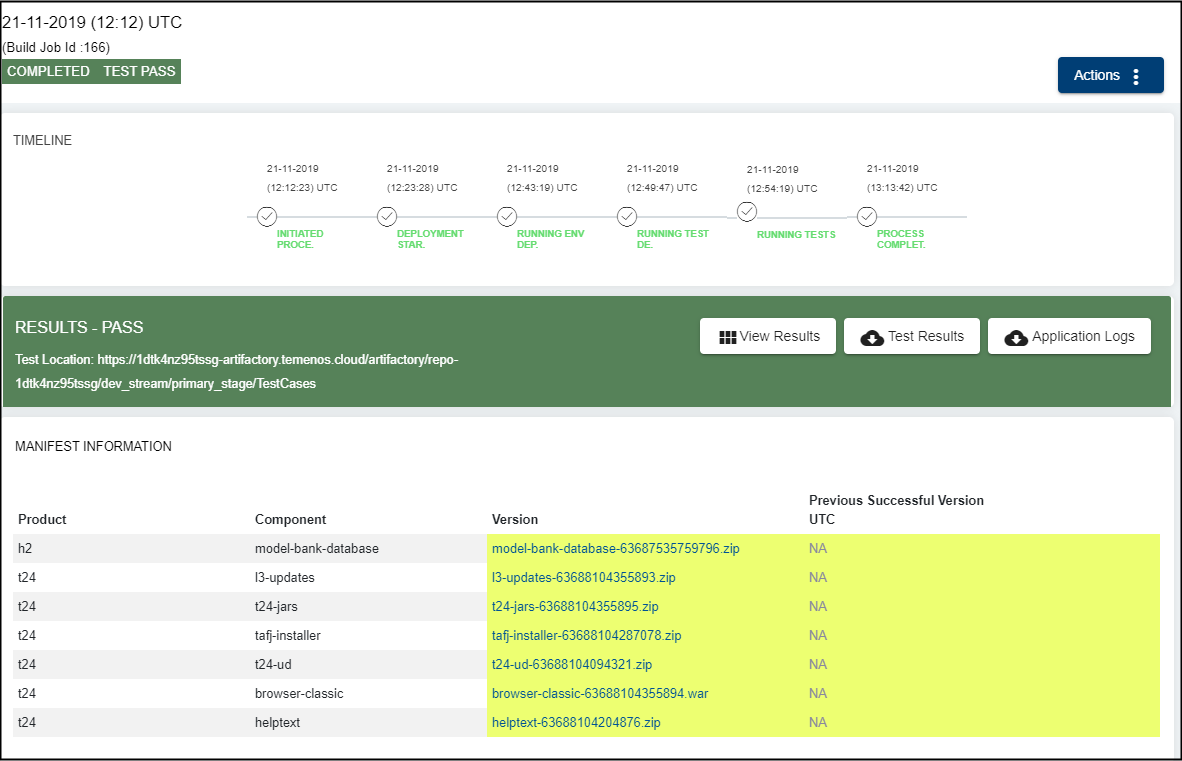 21-11-2019 (12:12) UTC
(Build Job Id :166)
COMPLETED TEST PASS
Actions
TIMELINE
21-11-2019 21-11-2019 21-11-2019 21-11-2019 21-11-2019 21-11-2019
(12:12:23) UTC (12:23:28) UTC (12:43:19) UTC (12:49:47) UTC (12:54:19) UTC (13:13:42) UTC
INITIATED DEPLOYMENT RUNNING ENV RUNNING TEST RUNNING TESTS PROCESS
PROCE. STAR. DEP. DE. COMPLET.
RESULTS - PASS
View Results Test Results Application Logs
Test Location: https://1dtk4nz95tssg-artifactory.temenos.cloud/artifactory/repo-
1dtk4nz95tssg/dev_stream/primary_stage/TestCases
MANIFEST INFORMATION
Previous Successful Version
Product Component Version UTC
h2 model-bank-database model-bank-database-63687535759796.zip NA
t24 l3-updates l3-updates-63688104355893.zip NA
t24 t24-jars t24-jars-63688104355895.zip NA
t24 tafj-installer tafj-installer-63688104287078.zip NA
t24 t24-ud t24-ud-63688104094321.zip NA
t24 browser-classic browser-classic-63688104355894.war NA
t24 helptext helptext-63688104204876.zip NA